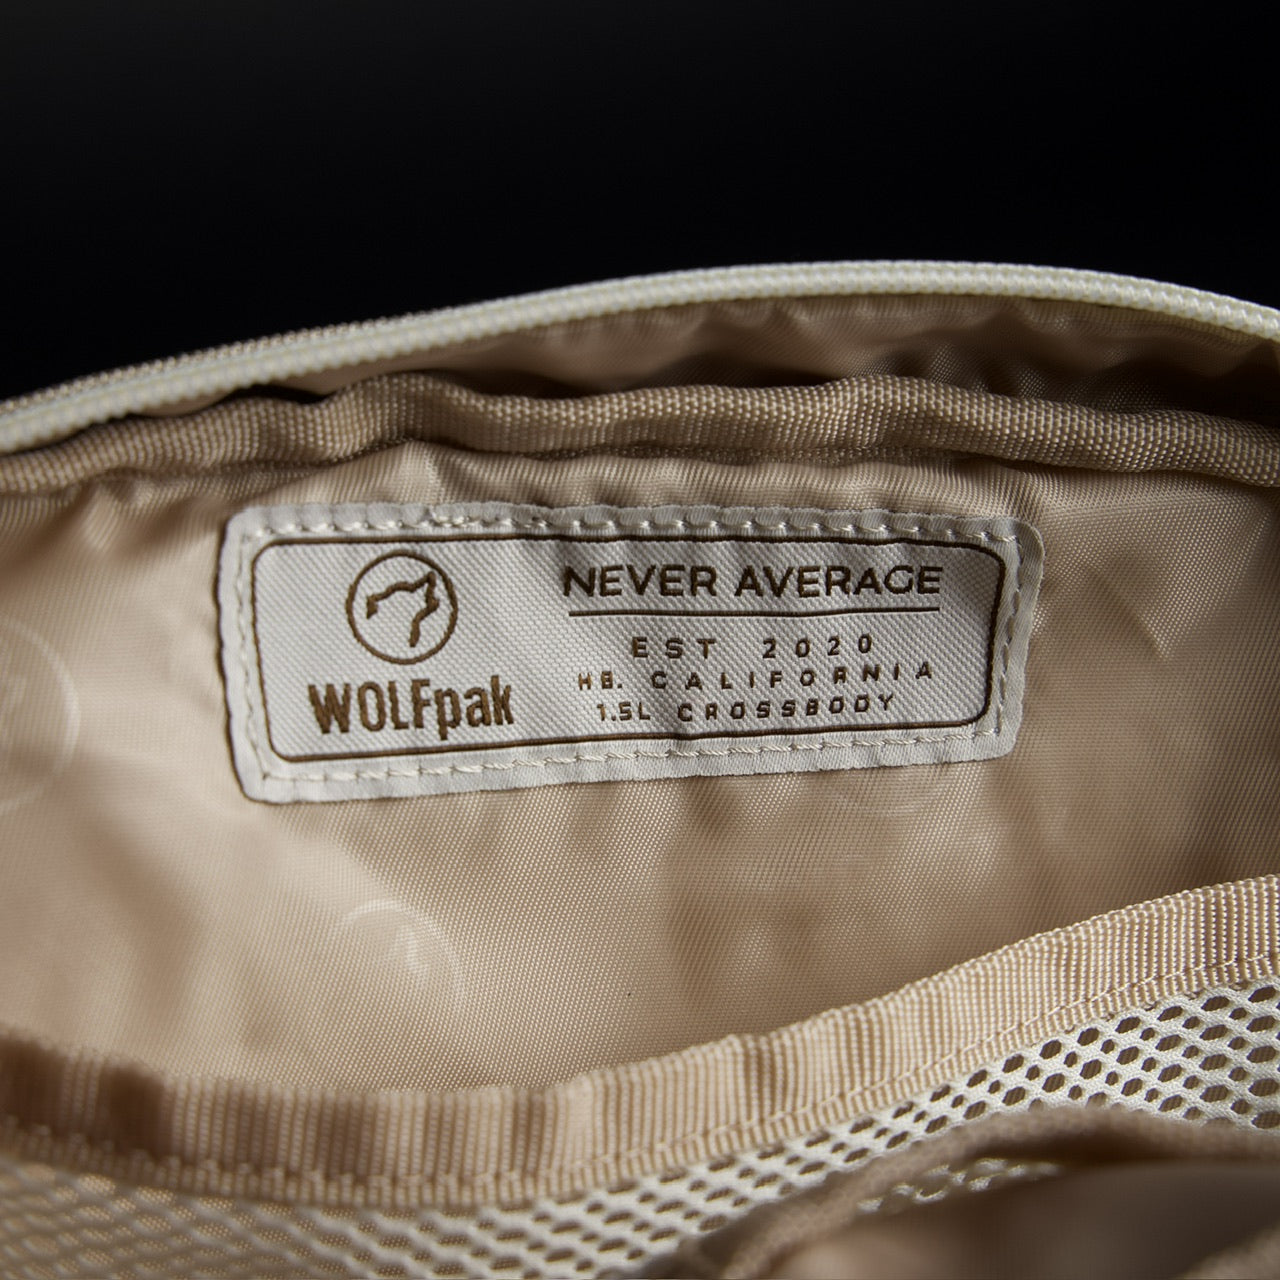 WOLFpak
NEVER AVERAGE
EST 2020
HB. CALIFORNIA
1.5L CROSSBODY